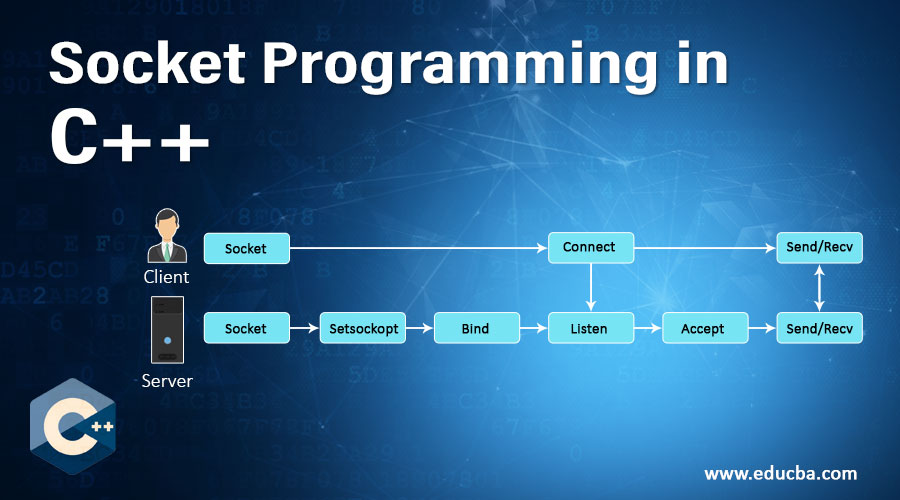 Socket Programming in
C++
Client
Socket
Connect
Send/Recv
Server
Socket
Setsockopt
Bind
Listen
Accept
Send/Recv
C++
www.educba.com